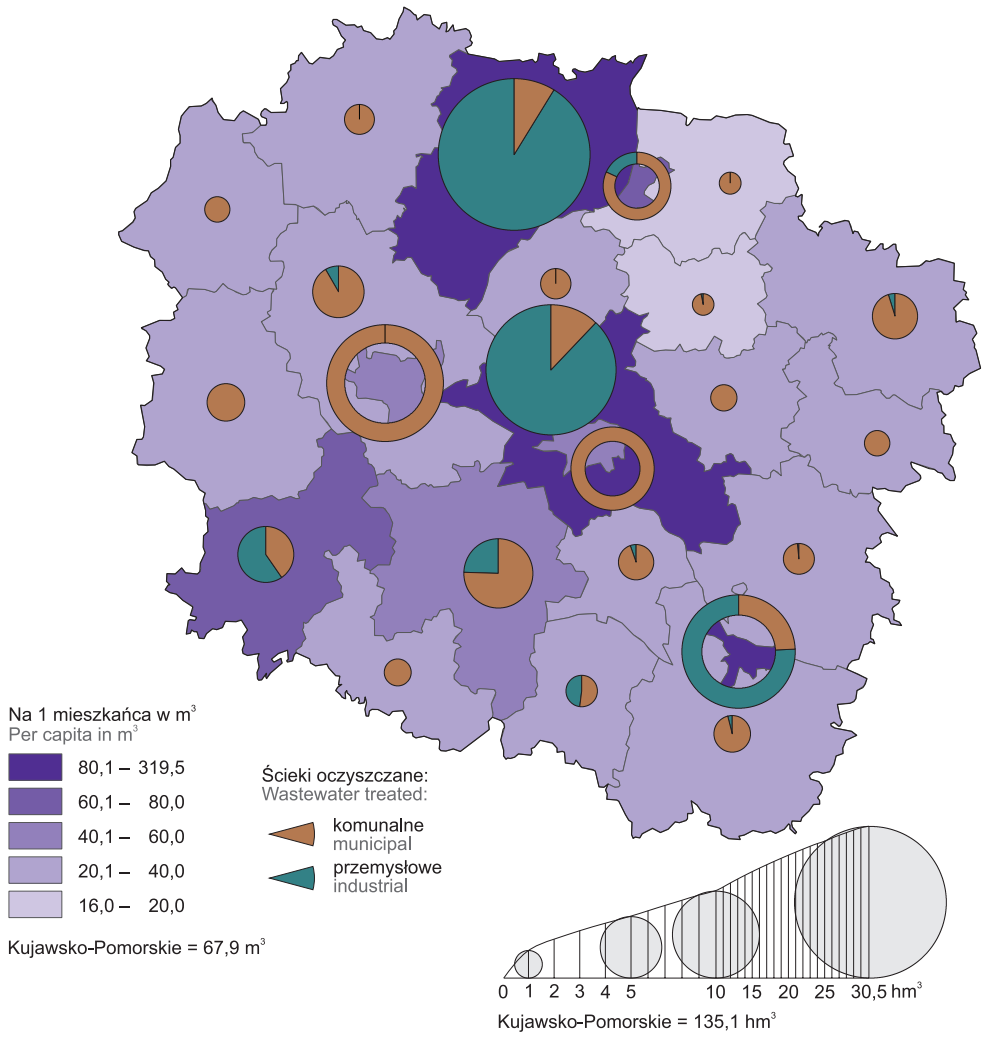 Na 1 mieszkańca w m³
Per capita in m³
80,1 – 319,5
60,1 – 80,0
40,1 – 60,0
20,1 – 40,0
16,0 – 20,0
Kujawsko-Pomorskie = 67,9 m³
Ścieki oczyszczane:
Wastewater treated:
komunalne
municipal
przemysłowe
industrial
0 1 2 3 4 5 10 15 20 25 30,5 hm³
Kujawsko-Pomorskie = 135,1 hm³